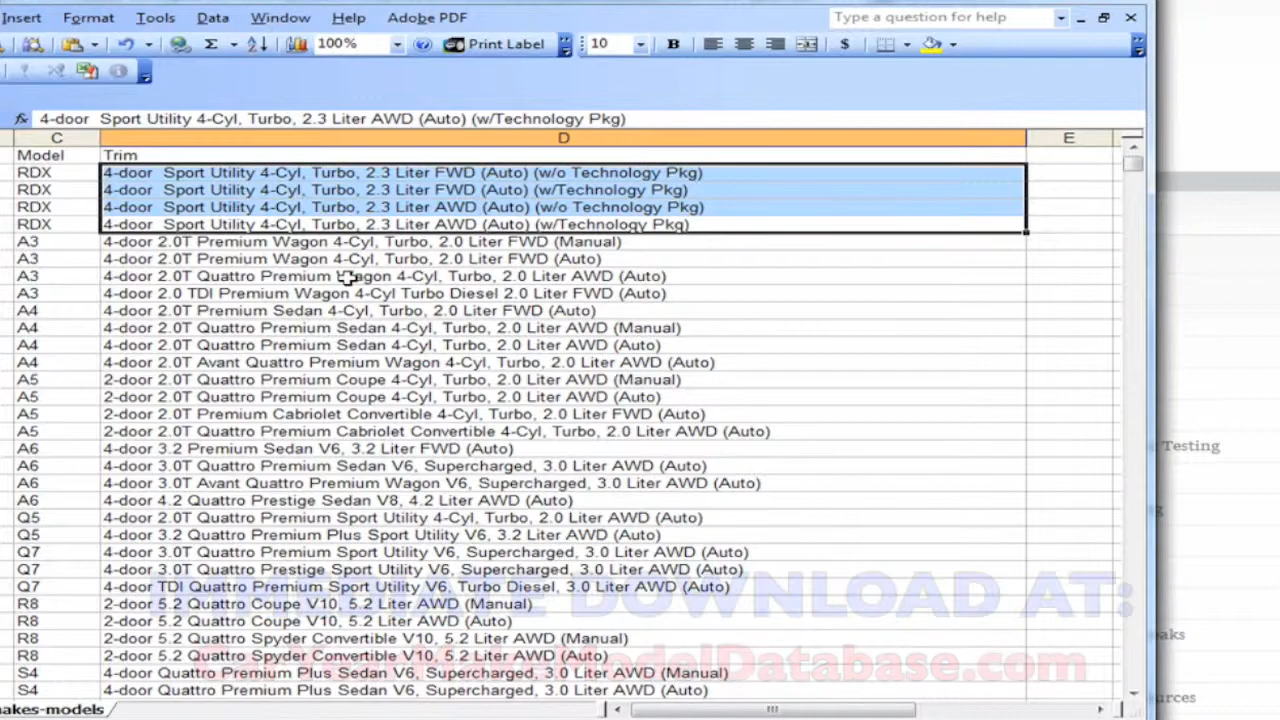 Insert Format Tools Data Window Help Adobe PDF Type a question for help
Σ 100% Print Label 10 B $
fx 4-door Sport Utility 4-Cyl, Turbo, 2.3 Liter AWD (Auto) (w/Technology Pkg)
C D E
Model Trim
RDX 4-door Sport Utility 4-Cyl, Turbo, 2.3 Liter FWD (Auto) (w/o Technology Pkg)
RDX 4-door Sport Utility 4-Cyl, Turbo, 2.3 Liter FWD (Auto) (w/Technology Pkg)
RDX 4-door Sport Utility 4-Cyl, Turbo, 2.3 Liter AWD (Auto) (w/o Technology Pkg)
RDX 4-door Sport Utility 4-Cyl, Turbo, 2.3 Liter AWD (Auto) (w/Technology Pkg)
A3 4-door 2.0T Premium Wagon 4-Cyl, Turbo, 2.0 Liter FWD (Manual)
A3 4-door 2.0T Premium Wagon 4-Cyl, Turbo, 2.0 Liter FWD (Auto)
A3 4-door 2.0T Quattro Premium Wagon 4-Cyl, Turbo, 2.0 Liter AWD (Auto)
A3 4-door 2.0 TDI Premium Wagon 4-Cyl Turbo Diesel 2.0 Liter FWD (Auto)
A4 4-door 2.0T Premium Sedan 4-Cyl, Turbo, 2.0 Liter FWD (Auto)
A4 4-door 2.0T Quattro Premium Sedan 4-Cyl, Turbo, 2.0 Liter AWD (Manual)
A4 4-door 2.0T Quattro Premium Sedan 4-Cyl, Turbo, 2.0 Liter AWD (Auto)
A4 4-door 2.0T Avant Quattro Premium Wagon 4-Cyl, Turbo, 2.0 Liter AWD (Auto)
A5 2-door 2.0T Quattro Premium Coupe 4-Cyl, Turbo, 2.0 Liter AWD (Manual)
A5 2-door 2.0T Quattro Premium Coupe 4-Cyl, Turbo, 2.0 Liter AWD (Auto)
A5 2-door 2.0T Premium Cabriolet Convertible 4-Cyl, Turbo, 2.0 Liter FWD (Auto)
A5 2-door 2.0T Quattro Premium Cabriolet Convertible 4-Cyl, Turbo, 2.0 Liter AWD (Auto)
A6 4-door 3.2 Premium Sedan V6, 3.2 Liter FWD (Auto)
Testing
A6 4-door 3.0T Quattro Premium Sedan V6, Supercharged, 3.0 Liter AWD (Auto)
A6 4-door 3.0T Avant Quattro Premium Wagon V6, Supercharged, 3.0 Liter AWD (Auto)
A6 4-door 4.2 Quattro Prestige Sedan V8, 4.2 Liter AWD (Auto)
Q5 4-door 2.0T Quattro Premium Sport Utility 4-Cyl, Turbo, 2.0 Liter AWD (Auto)
Q5 4-door 3.2 Quattro Premium Plus Sport Utility V6, 3.2 Liter AWD (Auto)
Q7 4-door 3.0T Quattro Premium Sport Utility V6, Supercharged, 3.0 Liter AWD (Auto)
Q7 4-door 3.0T Quattro Prestige Sport Utility V6, Supercharged, 3.0 Liter AWD (Auto)
Q7 4-door TDI Quattro Premium Sport Utility V6, Turbo Diesel, 3.0 Liter AWD (Auto)
DOWNLOAD AT:
R8 2-door 5.2 Quattro Coupe V10, 5.2 Liter AWD (Manual)
R8 2-door 5.2 Quattro Coupe V10, 5.2 Liter AWD (Auto)
R8 2-door 5.2 Quattro Spyder Convertible V10, 5.2 Liter AWD (Manual)
R8 2-door 5.2 Quattro Spyder Convertible V10, 5.2 Liter AWD (Auto)
S4 4-door Quattro Premium Plus Sedan V6, Supercharged, 3.0 Liter AWD (Manual)
S4 4-door Quattro Premium Plus Sedan V6, Supercharged, 3.0 Liter AWD (Auto)